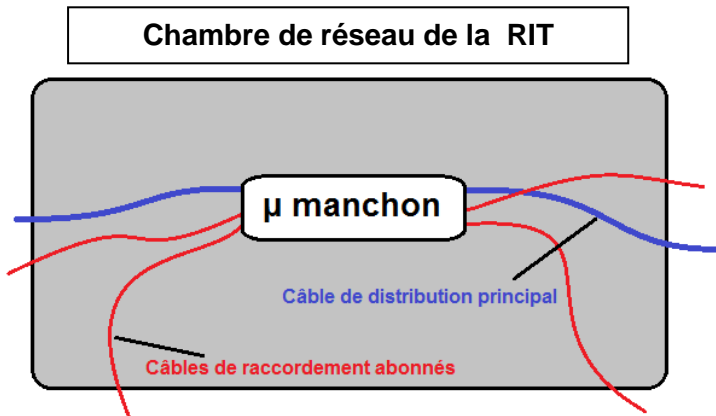 Chambre de réseau de la RIT
µ manchon
Câble de distribution principal
Câbles de raccordement abonnés